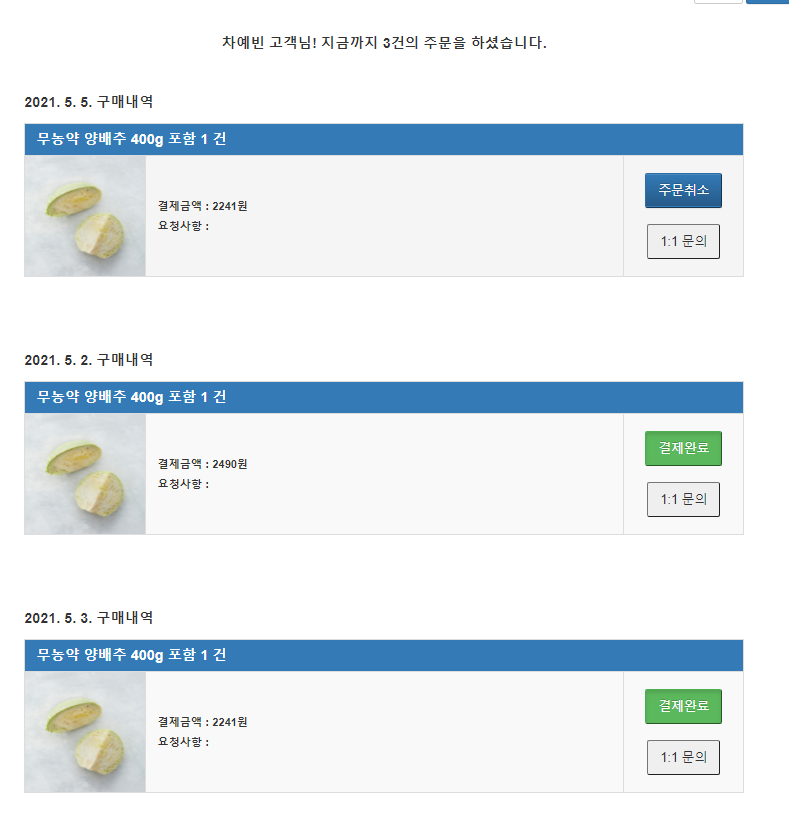 차예빈 고객님! 지금까지 3건의 주문을 하셨습니다.
2021. 5. 5. 구매내역
무농약 양배추 400g 포함 1 건
결제금액 : 2241원
요청사항 :
주문취소
1:1 문의
2021. 5. 2. 구매내역
무농약 양배추 400g 포함 1 건
결제금액 : 2490원
요청사항 :
결제완료
1:1 문의
2021. 5. 3. 구매내역
무농약 양배추 400g 포함 1 건
결제금액 : 2241원
요청사항 :
결제완료
1:1 문의